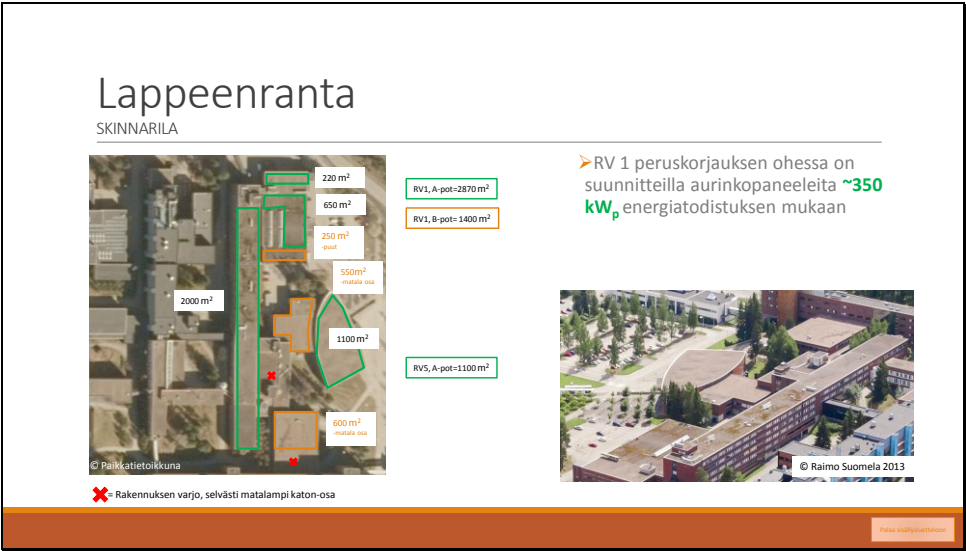 Lappeenranta
SKINNARILA
220 m²
650 m²
250 m²
-puut
550m²
-matala osa
2000 m²
1100 m²
600 m²
-matala osa
© Paikkatietoikkuna
= Rakennuksen varjo, selvästi matalampi katon-osa
RV1, A-pot=2870 m²
RV1, B-pot= 1400 m²
RV5, A-pot=1100 m²
➢RV 1 peruskorjauksen ohessa on
suunnitteilla aurinkopaneeleita ~350
kWp energiatodistuksen mukaan
© Raimo Suomela 2013
Palaa sisällysluetteloon